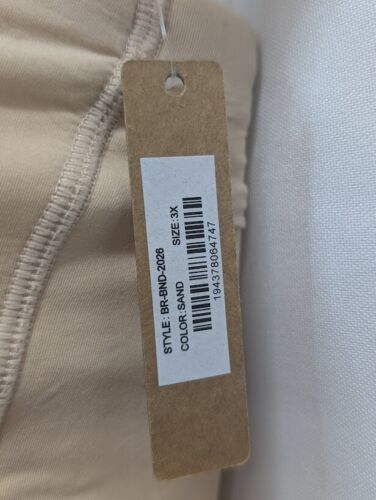 STYLE: BR-BND-2026
COLOR:SAND SIZE:3X
194378064747